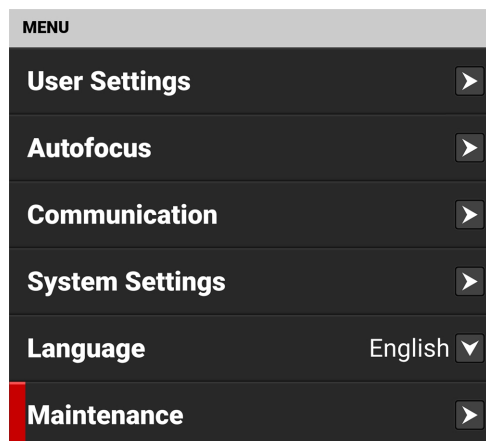 MENU
User Settings
Autofocus
Communication
System Settings
Language English
Maintenance